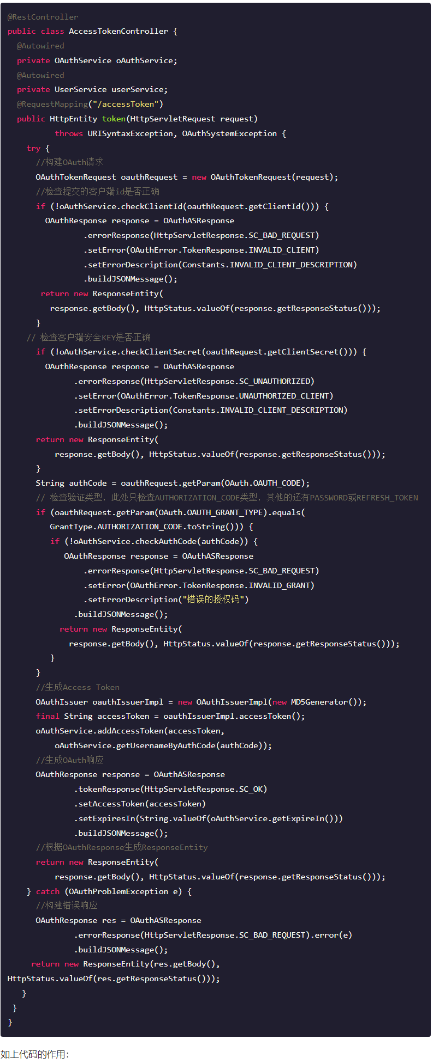 @RestController
public class AccessTokenController {
@Autowired
private OAuthService oAuthService;
@Autowired
private UserService userService;
@RequestMapping("/accessToken")
public HttpEntity token(HttpServletRequest request)
throws URISyntaxException, OAuthSystemException {
try {
//构建OAuth请求
OAuthTokenRequest oauthRequest = new OAuthTokenRequest(request);
//检查提交的客户端id是否正确
if (!oAuthService.checkClientId(oauthRequest.getClientId())) {
OAuthResponse response = OAuthASResponse
.errorResponse(HttpServletResponse.SC_BAD_REQUEST)
.setError(OAuthError.TokenResponse.INVALID_CLIENT)
.setErrorDescription(Constants.INVALID_CLIENT_DESCRIPTION)
.buildJSONMessage();
return new ResponseEntity(
response.getBody(), HttpStatus.valueOf(response.getResponseStatus()));
}
// 检查客户端安全KEY是否正确
if (!oAuthService.checkClientSecret(oauthRequest.getClientSecret())) {
OAuthResponse response = OAuthASResponse
.errorResponse(HttpServletResponse.SC_UNAUTHORIZED)
.setError(OAuthError.TokenResponse.UNAUTHORIZED_CLIENT)
.setErrorDescription(Constants.INVALID_CLIENT_DESCRIPTION)
.buildJSONMessage();
return new ResponseEntity(
response.getBody(), HttpStatus.valueOf(response.getResponseStatus()));
}
String authCode = oauthRequest.getParam(OAuth.OAUTH_CODE);
// 检查验证类型，此处只检查AUTHORIZATION_CODE类型，其他的还有PASSWORD或REFRESH_TOKEN
if (oauthRequest.getParam(OAuth.OAUTH_GRANT_TYPE).equals(
GrantType.AUTHORIZATION_CODE.toString())) {
if (!oAuthService.checkAuthCode(authCode)) {
OAuthResponse response = OAuthASResponse
.errorResponse(HttpServletResponse.SC_BAD_REQUEST)
.setError(OAuthError.TokenResponse.INVALID_GRANT)
.setErrorDescription("错误的授权码")
.buildJSONMessage();
return new ResponseEntity(
response.getBody(), HttpStatus.valueOf(response.getResponseStatus()));
}
}
//生成Access Token
OAuthIssuer oauthIssuerImpl = new OAuthIssuerImpl(new MD5Generator());
final String accessToken = oauthIssuerImpl.accessToken();
oAuthService.addAccessToken(accessToken,
oAuthService.getUsernameByAuthCode(authCode));
//生成OAuth响应
OAuthResponse response = OAuthASResponse
.tokenResponse(HttpServletResponse.SC_OK)
.setAccessToken(accessToken)
.setExpiresIn(String.valueOf(oAuthService.getExpireIn()))
.buildJSONMessage();
//根据OAuthResponse生成ResponseEntity
return new ResponseEntity(
response.getBody(), HttpStatus.valueOf(response.getResponseStatus()));
} catch (OAuthProblemException e) {
//构建错误响应
OAuthResponse res = OAuthASResponse
.errorResponse(HttpServletResponse.SC_BAD_REQUEST).error(e)
.buildJSONMessage();
return new ResponseEntity(res.getBody(),
HttpStatus.valueOf(res.getResponseStatus()));
}
}
}
如上代码的作用：